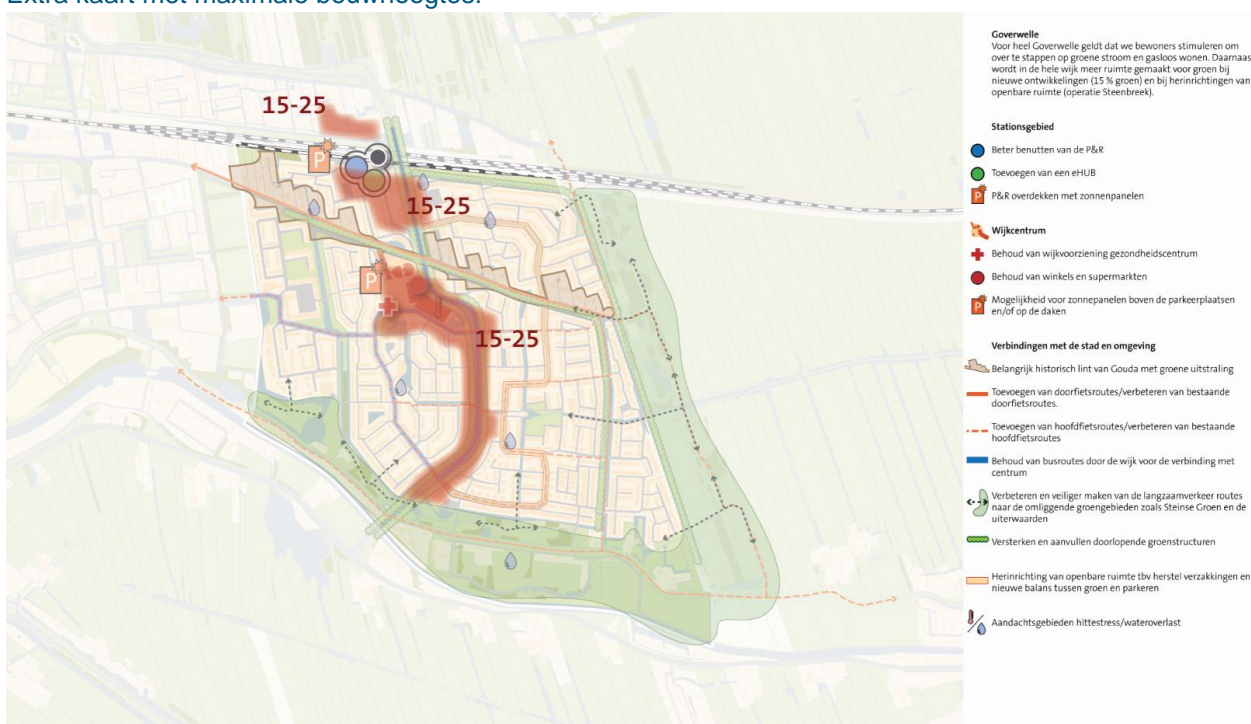 Extra kaart met maximale bouwhoogtes.
15-25
P
15-25
P
15-25
Goverwelle
Voor heel Goverwelle geldt dat we bewoners stimuleren om
over te stappen op groene stroom en gasloos wonen. Daarnaas
wordt in de hele wijk meer ruimte gemaakt voor groen bij
nieuwe ontwikkelingen (15 % groen) en bij herinrichtingen van
openbare ruimte (operatie Steenbreek).
Stationsgebied
Beter benutten van de P&R
Toevoegen van een eHUB
P P&R overdekken met zonnenpanelen
Wijkcentrum
Behoud van wijkvoorziening gezondheidscentrum
Behoud van winkels en supermarkten
P Mogelijkheid voor zonnepanelen boven de parkeerplaatsen
en/of op de daken
Verbindingen met de stad en omgeving
Belangrijk historisch lint van Gouda met groene uitstraling
Toevoegen van doorfietsroutes/verbeteren van bestaande
doorfietsroutes.
Toevoegen van hoofdfietsroutes/verbeteren van bestaande
hoofdfietsroutes
Behoud van busroutes door de wijk voor de verbinding met
centrum
Verbeteren en veiliger maken van de langzaamverkeer routes
naar de omliggende groengebieden zoals Steinse Groen en de
uiterwaarden
Versterken en aanvullen doorlopende groenstructuren
Herinrichting van openbare ruimte tbv herstel verzakkingen en
nieuwe balans tussen groen en parkeren
Aandachtsgebieden hittestress/wateroverlast